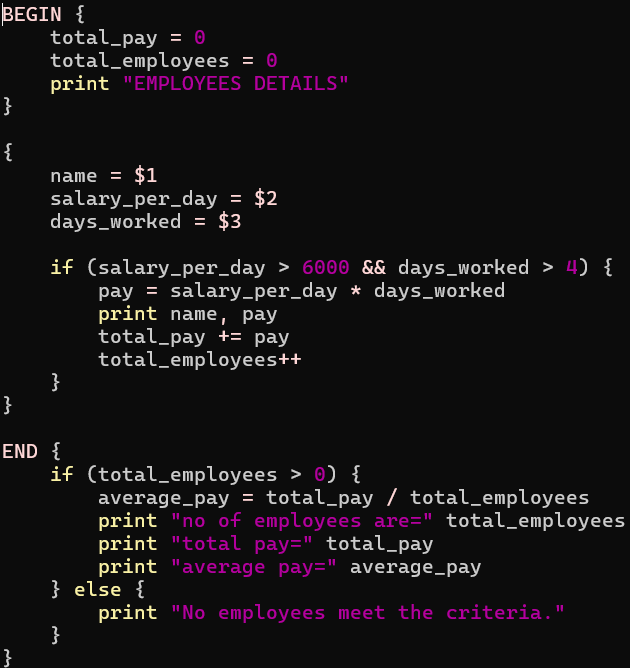 BEGIN {
    total_pay = 0
    total_employees = 0
    print "EMPLOYEES DETAILS"
}

{
    name = $1
    salary_per_day = $2
    days_worked = $3

    if (salary_per_day > 6000 && days_worked > 4) {
        pay = salary_per_day * days_worked
        print name, pay
        total_pay += pay
        total_employees++
    }
}

END {
    if (total_employees > 0) {
        average_pay = total_pay / total_employees
        print "no of employees are=" total_employees
        print "total pay=" total_pay
        print "average pay=" average_pay
    } else {
        print "No employees meet the criteria."
    }
}